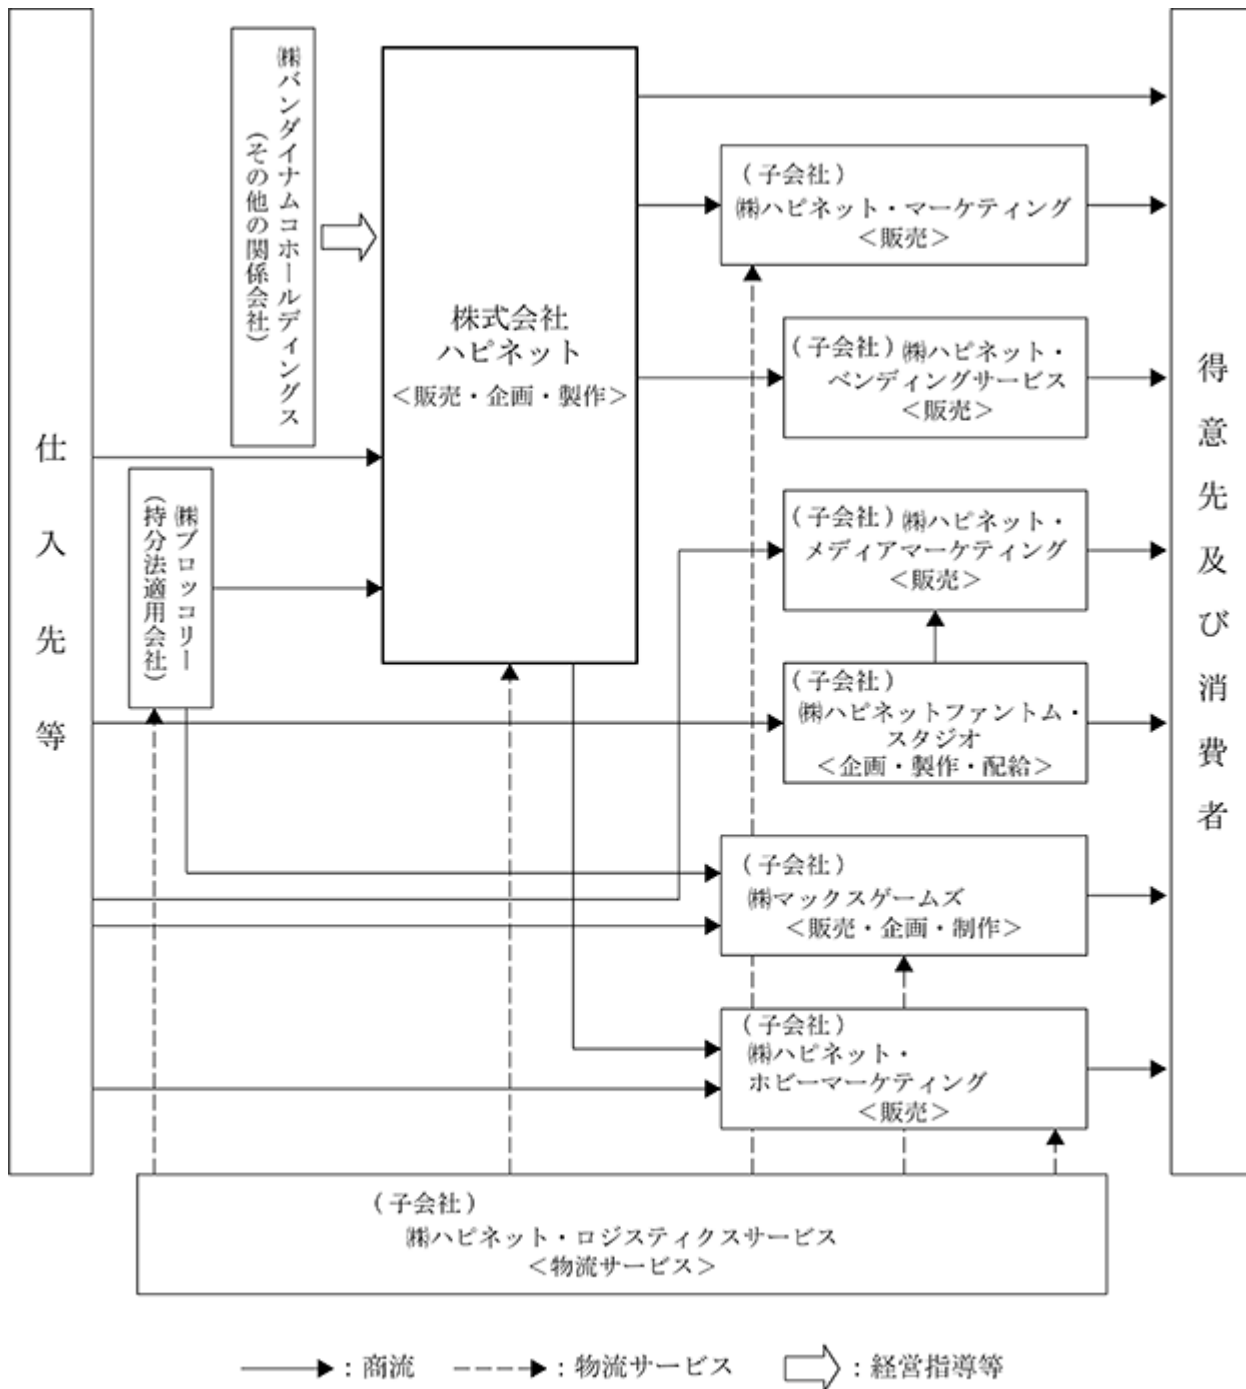 仕入先等
㈱バンダイナムコホールディングス
(その他の関係会社)
㈱ブロッコリー
(持分法適用会社)
株式会社
ハピネット
＜販売・企画・製作＞
(子会社)
㈱ハピネット・マーケティング
＜販売＞
(子会社)㈱ハピネット・
ベンディングサービス
＜販売＞
(子会社)㈱ハピネット・
メディアマーケティング
＜販売＞
(子会社)
㈱ハピネットファントム・
スタジオ
＜企画・製作・配給＞
(子会社)
㈱マックスゲームズ
＜販売・企画・制作＞
(子会社)
㈱ハピネット・
ホビーマーケティング
＜販売＞
得意先及び消費者
(子会社)
㈱ハピネット・ロジスティクスサービス
＜物流サービス＞
：商流 ：物流サービス ：経営指導等